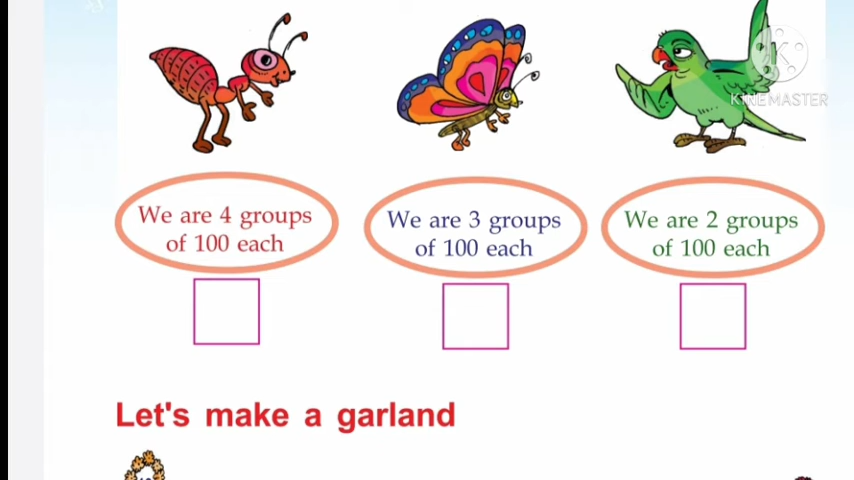 KINEMASTER
We are 4 groups
of 100 each
We are 3 groups
of 100 each
We are 2 groups
of 100 each
Let's make a garland